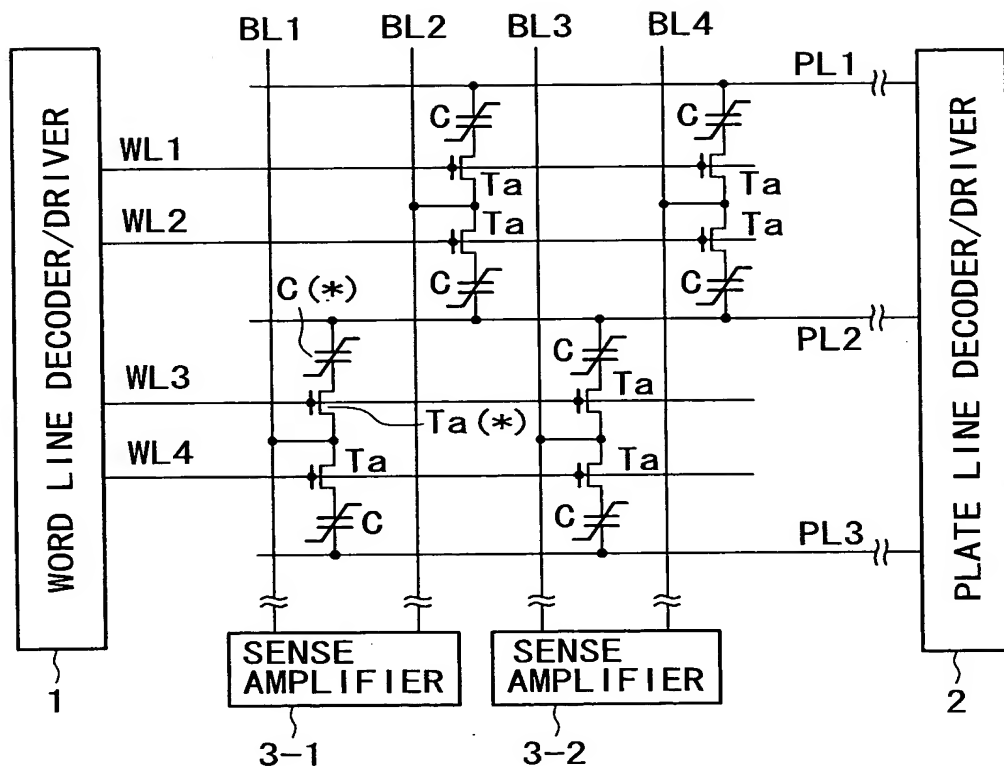 BL1 BL2 BL3 BL4
PL1
C C
WL1
Ta Ta
WL2
Ta Ta
C C
C(*)
PL2
C
WL3
Ta
Ta(*)
WL4
Ta Ta
C C
PL3
WORD LINE DECODER/DRIVER
PLATE LINE DECODER/DRIVER
SENSE AMPLIFIER
SENSE AMPLIFIER
1
3-1
3-2
2